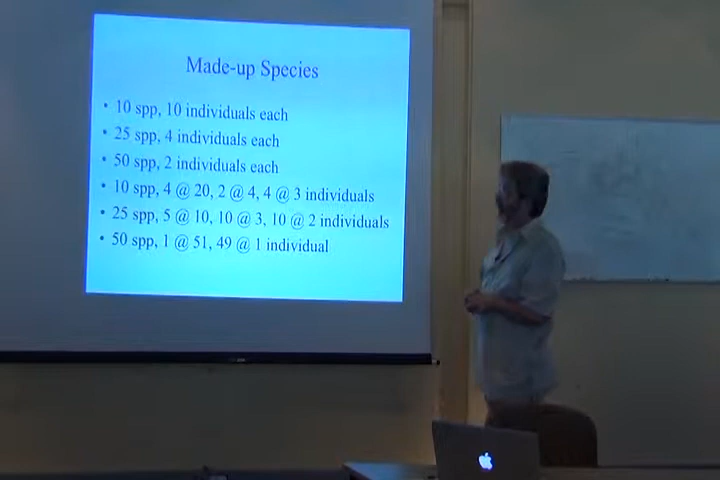 Made-up Species
• 10 spp, 10 individuals each
• 25 spp, 4 individuals each
• 50 spp, 2 individuals each
• 10 spp, 4 @ 20, 2 @ 4, 4 @ 3 individuals
• 25 spp, 5 @ 10, 10 @ 3, 10 @ 2 individuals
• 50 spp, 1 @ 51, 49 @ 1 individual